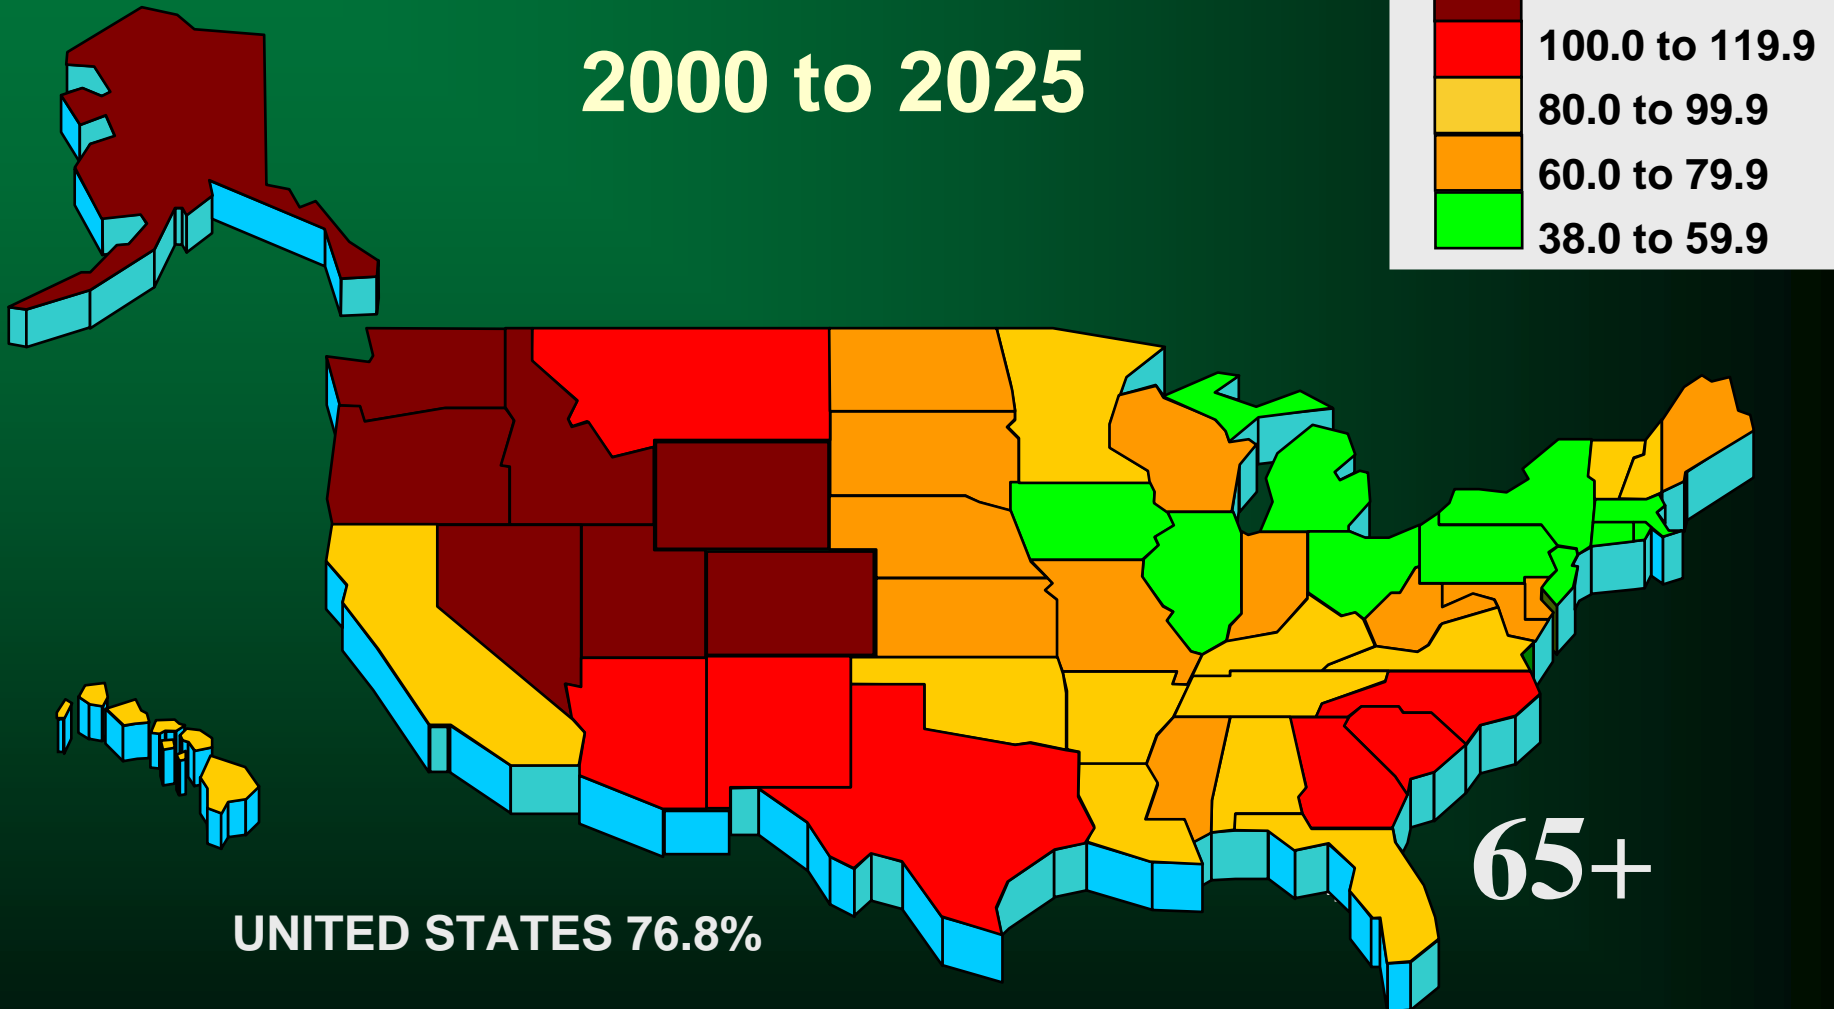 2000 to 2025
100.0 to 119.9
80.0 to 99.9
60.0 to 79.9
38.0 to 59.9
65+
UNITED STATES 76.8%